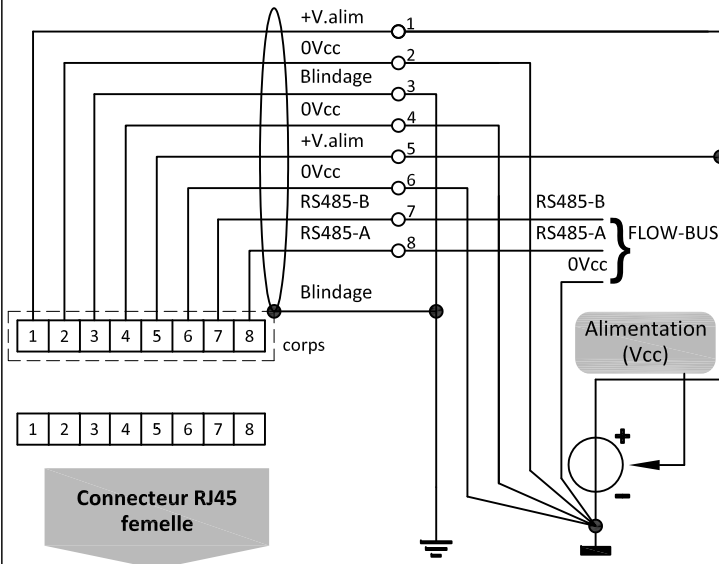 +V.alim 1
0Vcc 2
Blindage 3
0Vcc 4
+V.alim 5
0Vcc 6
RS485-B 7 RS485-B
RS485-A 8 RS485-A } FLOW-BUS
0Vcc
Blindage
1 2 3 4 5 6 7 8
corps
Alimentation
(Vcc)
1 2 3 4 5 6 7 8
+
−
Connecteur RJ45
femelle